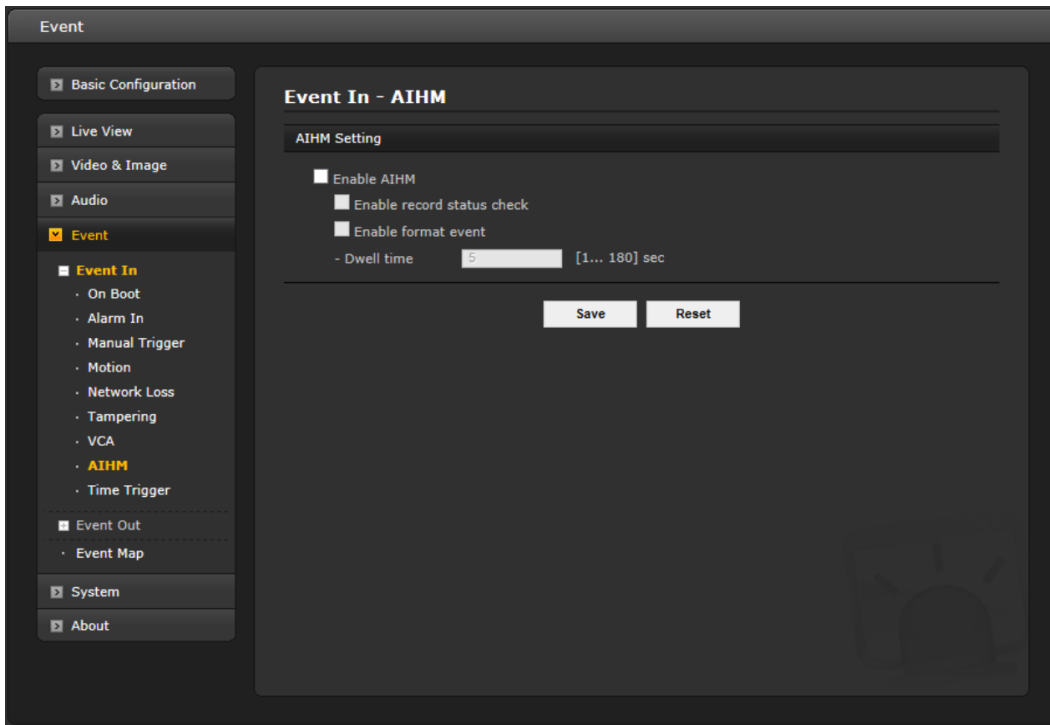 Event
Basic Configuration
Live View
Video & Image
Audio
Event
Event In
· On Boot
· Alarm In
· Manual Trigger
· Motion
· Network Loss
· Tampering
· VCA
· AIHM
· Time Trigger
Event Out
· Event Map
System
About
Event In - AIHM
AIHM Setting
Enable AIHM
Enable record status check
Enable format event
- Dwell time 5 [1... 180] sec
Save Reset